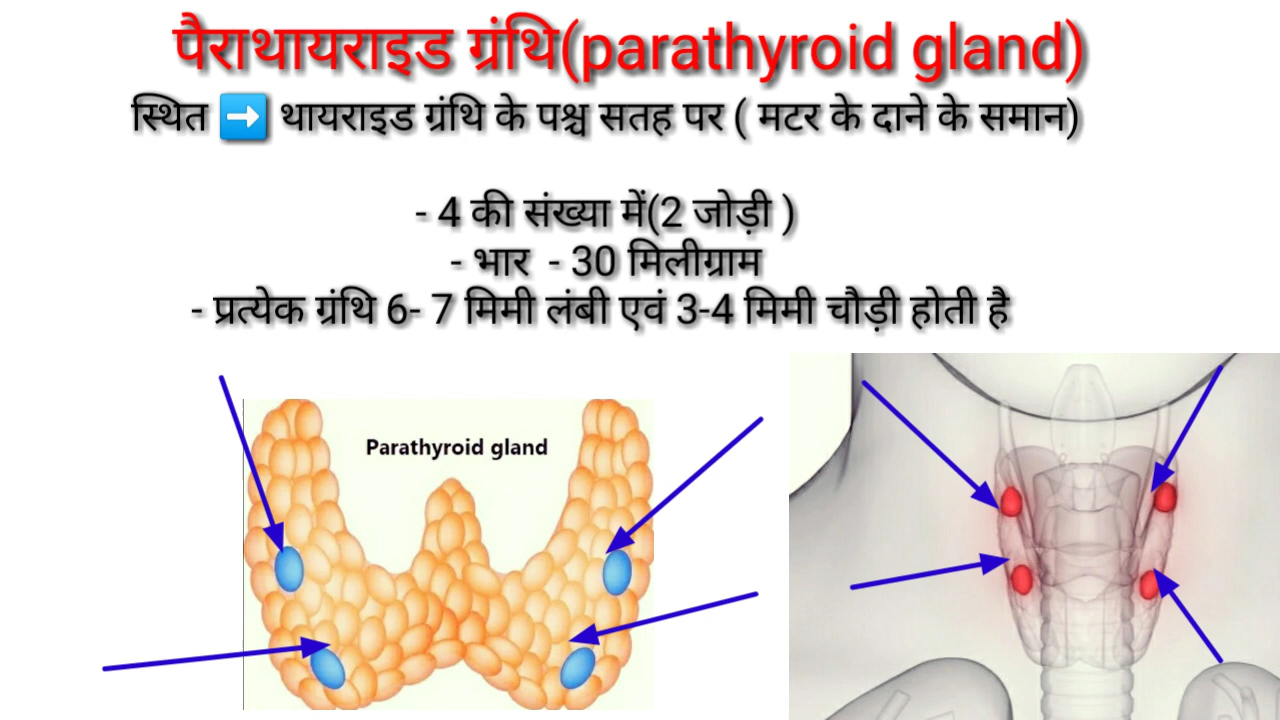 पैराथायराइड ग्रंथि(parathyroid gland)
स्थित ➡️ थायराइड ग्रंथि के पश्च सतह पर ( मटर के दाने के समान)
- 4 की संख्या में(2 जोड़ी )
- भार - 30 मिलीग्राम
- प्रत्येक ग्रंथि 6- 7 मिमी लंबी एवं 3-4 मिमी चौड़ी होती है
Parathyroid gland